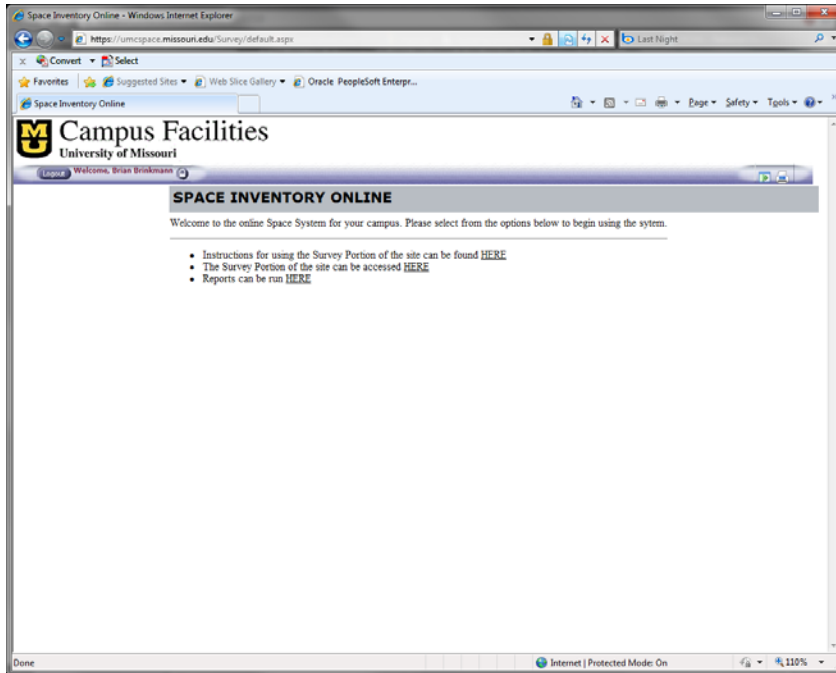 Space Inventory Online - Windows Internet Explorer
https://umcspace.missouri.edu/Survey/default.aspx
Last Night
x Convert Select
Favorites Suggested Sites Web Slice Gallery Oracle PeopleSoft Enterpr...
Space Inventory Online
Page Safety Tools
Campus Facilities
University of Missouri
Logout Welcome, Brian Brinkmann
SPACE INVENTORY ONLINE
Welcome to the online Space System for your campus. Please select from the options below to begin using the sytem.
Instructions for using the Survey Portion of the site can be found HERE
The Survey Portion of the site can be accessed HERE
Reports can be run HERE
Done
Internet | Protected Mode: On
110%